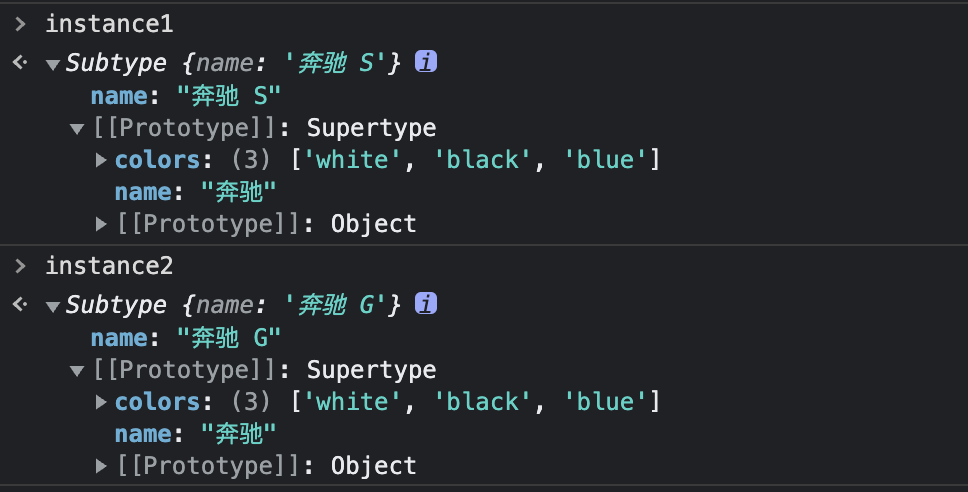 > instance1
<· ▼Subtype {name: '奔驰 S'} i
name: "奔驰 S"
▼[[Prototype]]: Supertype
▶colors: (3) ['white', 'black', 'blue']
name: "奔驰"
▶[[Prototype]]: Object
> instance2
<· ▼Subtype {name: '奔驰 G'} i
name: "奔驰 G"
▼[[Prototype]]: Supertype
▶colors: (3) ['white', 'black', 'blue']
name: "奔驰"
▶[[Prototype]]: Object